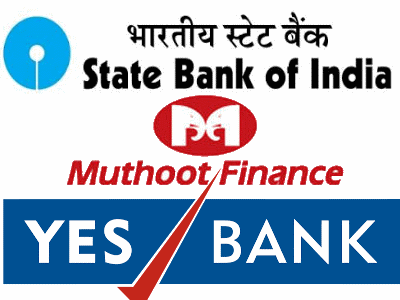 भारतीय स्टेट बैंक
State Bank of India
Muthoot Finance
YES BANK